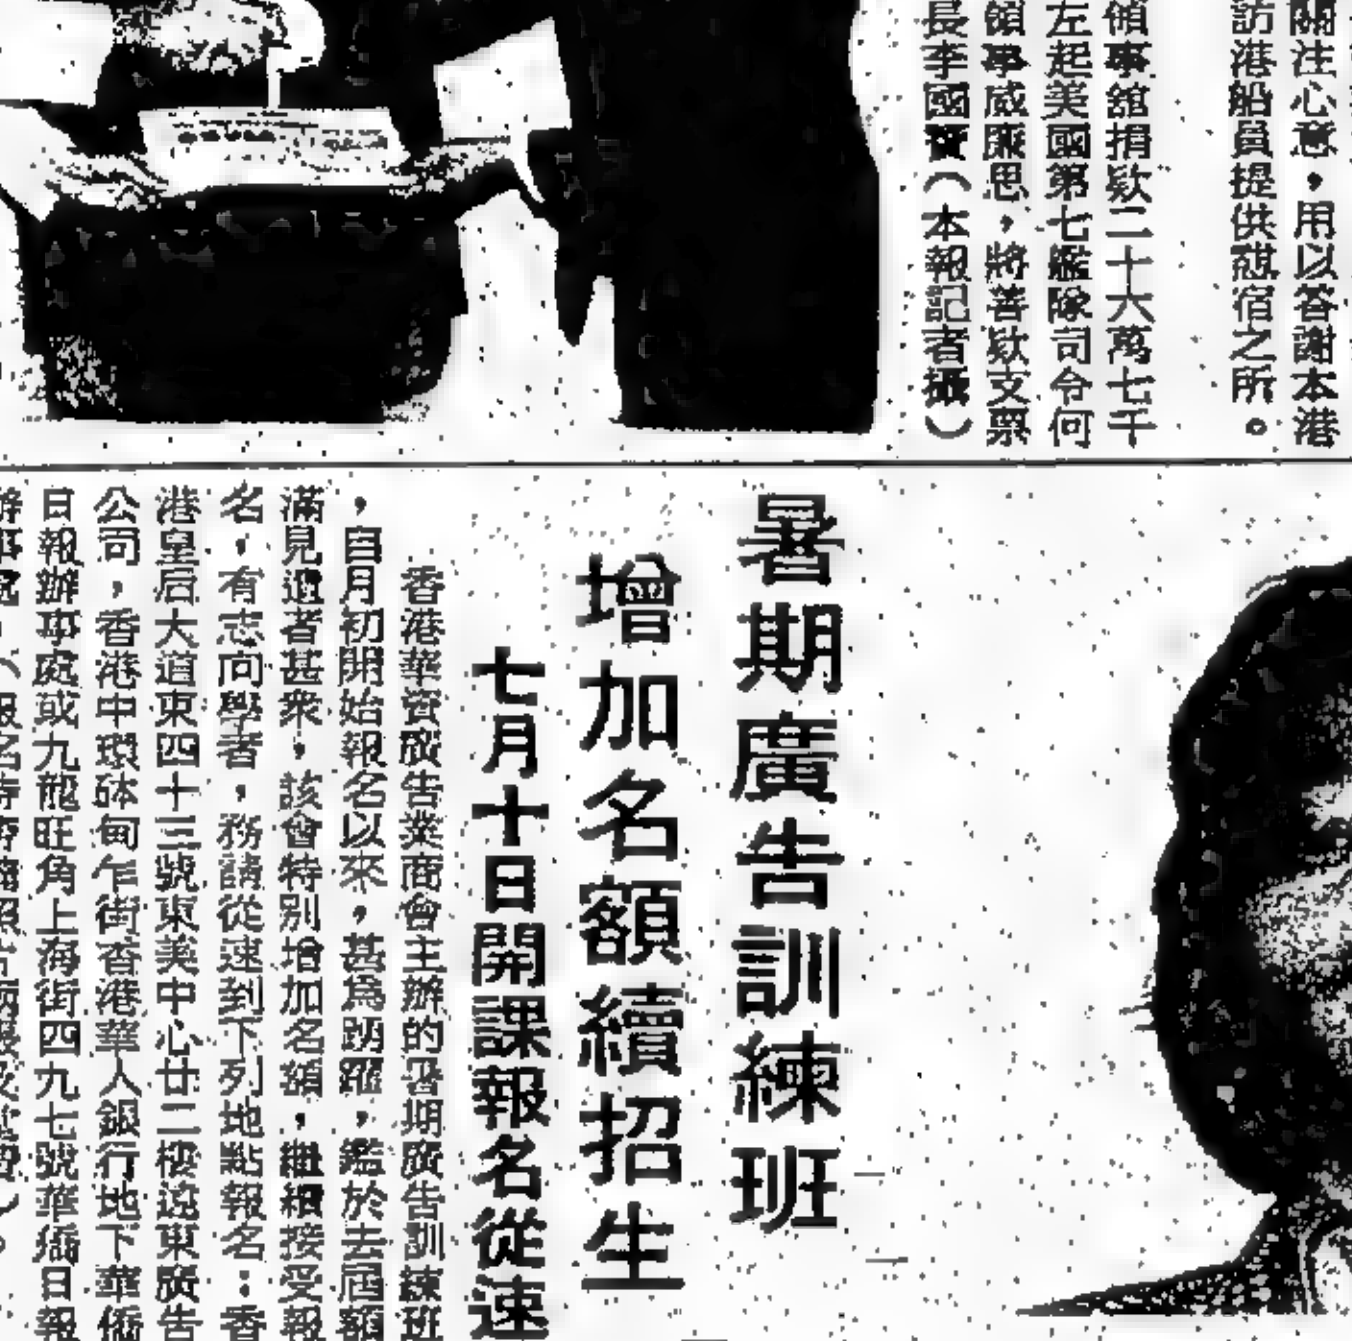 關注心意，用以答謝本港
訪港船員提供憇宿之所。
領事舘捐欵二十六萬七千
左起美國第七艦隊司令何
領事威廉思，將善欵支票
長李國寶（本報記者攝）
暑期廣告訓練班
增加名額續招生
七月十日開課報名從速
香港華資廣告業商會主辦的暑期廣告訓練班
，自月初開始報名以來，甚爲踴躍，鑑於去屆額
滿見遺者甚衆，該會特别增加名額，繼續接受報
名，有志向學者，務請從速到下列地點報名：香
港皇后大道東四十三號東美中心廿二樓遠東廣告
公司，香港中環砵甸乍街香港華人銀行地下華僑
日報辦事處或九龍旺角上海街四九七號華僑日報
辦事處